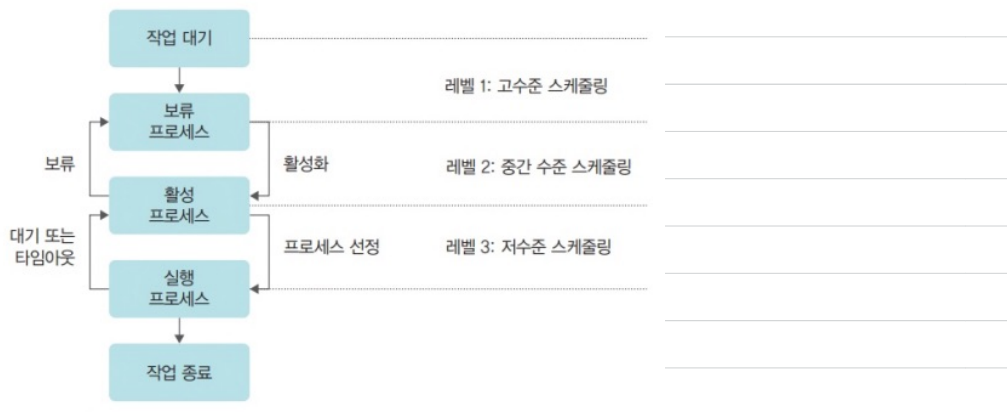 작업 대기
레벨 1: 고수준 스케줄링
보류
프로세스
보류
활성화
레벨 2: 중간 수준 스케줄링
활성
프로세스
대기 또는
타임아웃
프로세스 선정
레벨 3: 저수준 스케줄링
실행
프로세스
작업 종료